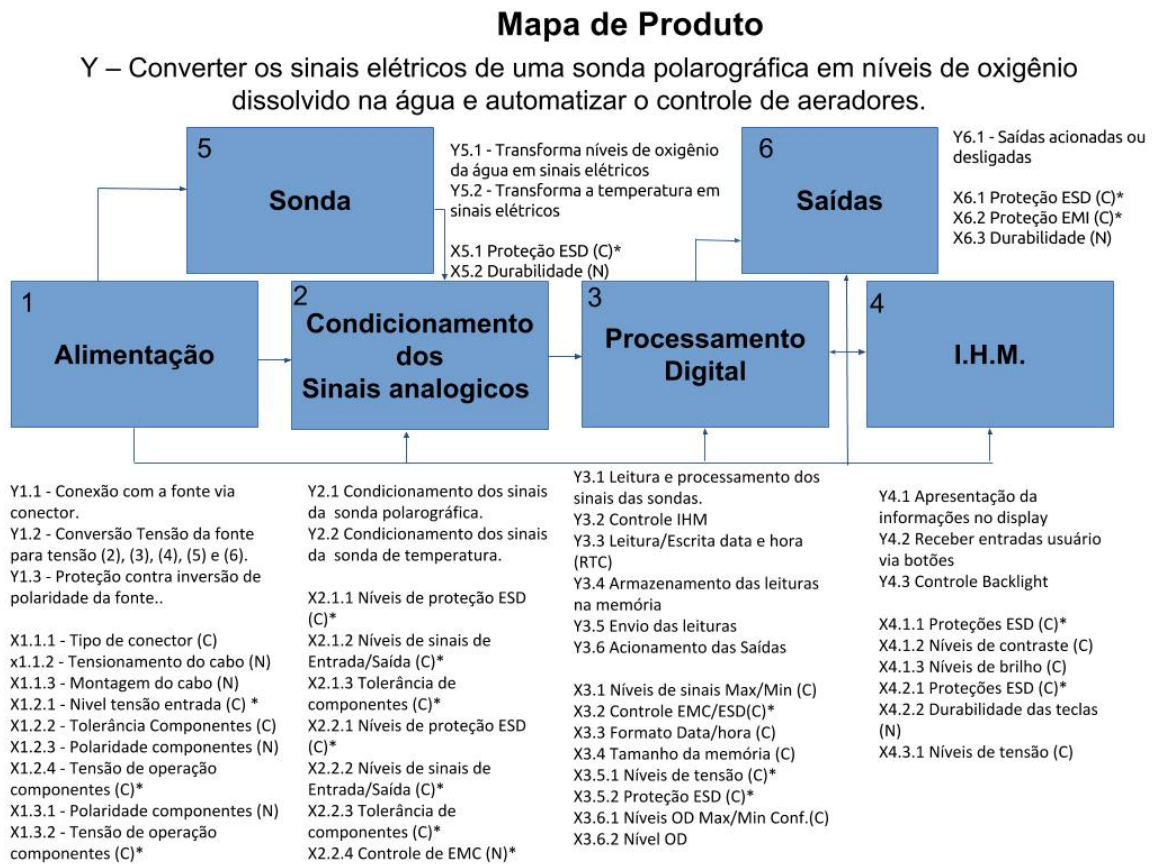 Mapa de Produto
Y – Converter os sinais elétricos de uma sonda polarográfica em níveis de oxigênio
dissolvido na água e automatizar o controle de aeradores.
5
Sonda
Y5.1 - Transforma níveis de oxigênio
da água em sinais elétricos
Y5.2 - Transforma a temperatura em
sinais elétricos
X5.1 Proteção ESD (C)*
X5.2 Durabilidade (N)
6
Saídas
Y6.1 - Saídas acionadas ou
desligadas
X6.1 Proteção ESD (C)*
X6.2 Proteção EMI (C)*
X6.3 Durabilidade (N)
1
Alimentação
2
Condicionamento
dos
Sinais analogicos
3
Processamento
Digital
4
I.H.M.
Y1.1 - Conexão com a fonte via
conector.
Y1.2 - Conversão Tensão da fonte
para tensão (2), (3), (4), (5) e (6).
Y1.3 - Proteção contra inversão de
polaridade da fonte..
X1.1.1 - Tipo de conector (C)
x1.1.2 - Tensionamento do cabo (N)
X1.1.3 - Montagem do cabo (N)
X1.2.1 - Nivel tensão entrada (C) *
X1.2.2 - Tolerância Componentes (C)
X1.2.3 - Polaridade componentes (N)
X1.2.4 - Tensão de operação
componentes (C)*
X1.3.1 - Polaridade componentes (N)
X1.3.2 - Tensão de operação
componentes (C)*
Y2.1 Condicionamento dos sinais
da sonda polarográfica.
Y2.2 Condicionamento dos sinais
da sonda de temperatura.
X2.1.1 Níveis de proteção ESD
(C)*
X2.1.2 Níveis de sinais de
Entrada/Saída (C)*
X2.1.3 Tolerância de
componentes (C)*
X2.2.1 Níveis de proteção ESD
(C)*
X2.2.2 Níveis de sinais de
Entrada/Saída (C)*
X2.2.3 Tolerância de
componentes (C)*
X2.2.4 Controle de EMC (N)*
Y3.1 Leitura e processamento dos
sinais das sondas.
Y3.2 Controle IHM
Y3.3 Leitura/Escrita data e hora
(RTC)
Y3.4 Armazenamento das leituras
na memória
Y3.5 Envio das leituras
Y3.6 Acionamento das Saídas
X3.1 Níveis de sinais Max/Min (C)
X3.2 Controle EMC/ESD(C)*
X3.3 Formato Data/hora (C)
X3.4 Tamanho da memória (C)
X3.5.1 Níveis de tensão (C)*
X3.5.2 Proteção ESD (C)*
X3.6.1 Níveis OD Max/Min Conf.(C)
X3.6.2 Nível OD
Y4.1 Apresentação da
informações no display
Y4.2 Receber entradas usuário
via botões
Y4.3 Controle Backlight
X4.1.1 Proteções ESD (C)*
X4.1.2 Níveis de contraste (C)
X4.1.3 Níveis de brilho (C)
X4.2.1 Proteções ESD (C)*
X4.2.2 Durabilidade das teclas
(N)
X4.3.1 Níveis de tensão (C)